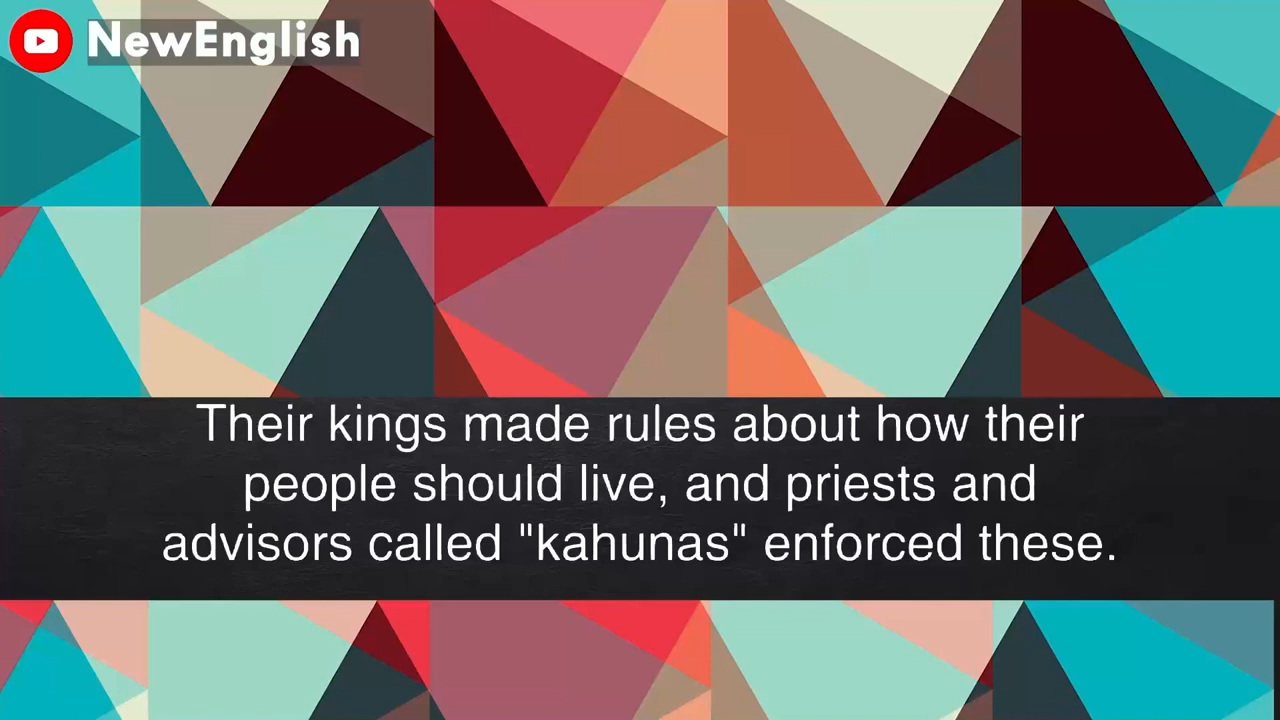 NewEnglish
Their kings made rules about how their
people should live, and priests and
advisors called "kahunas" enforced these.